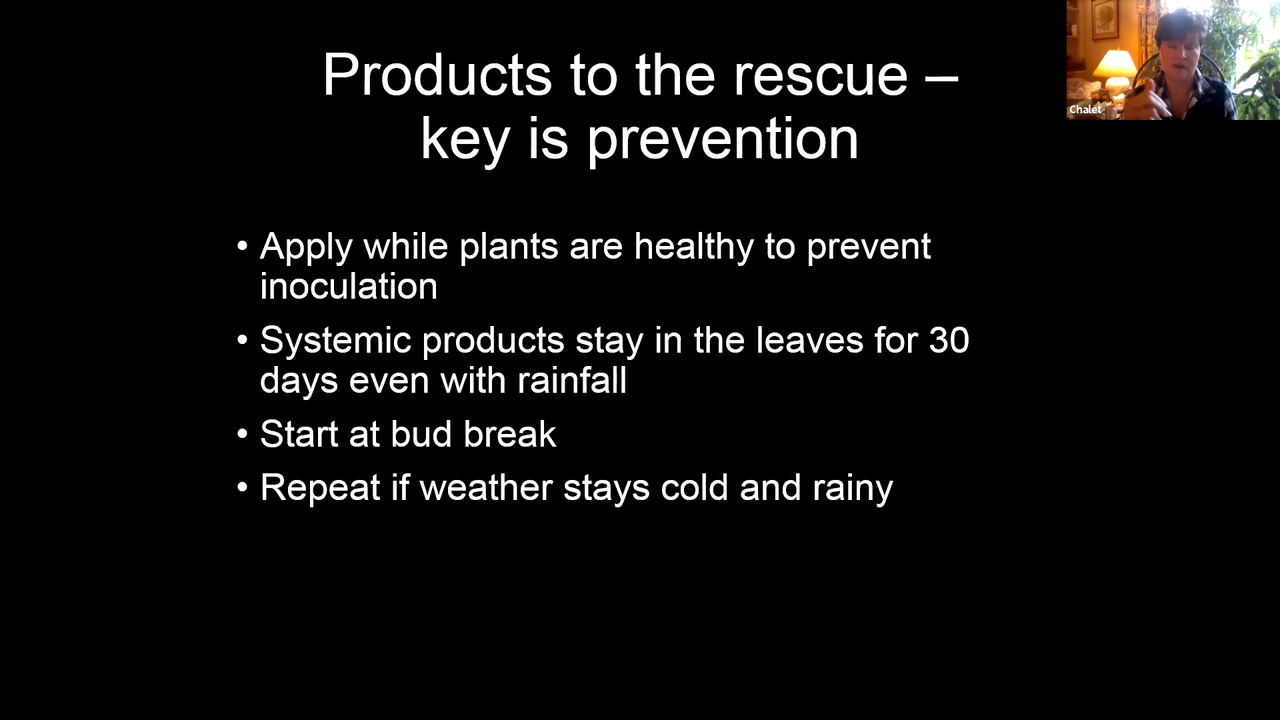 Products to the rescue –
key is prevention
Chalet
• Apply while plants are healthy to prevent
inoculation
• Systemic products stay in the leaves for 30
days even with rainfall
• Start at bud break
• Repeat if weather stays cold and rainy